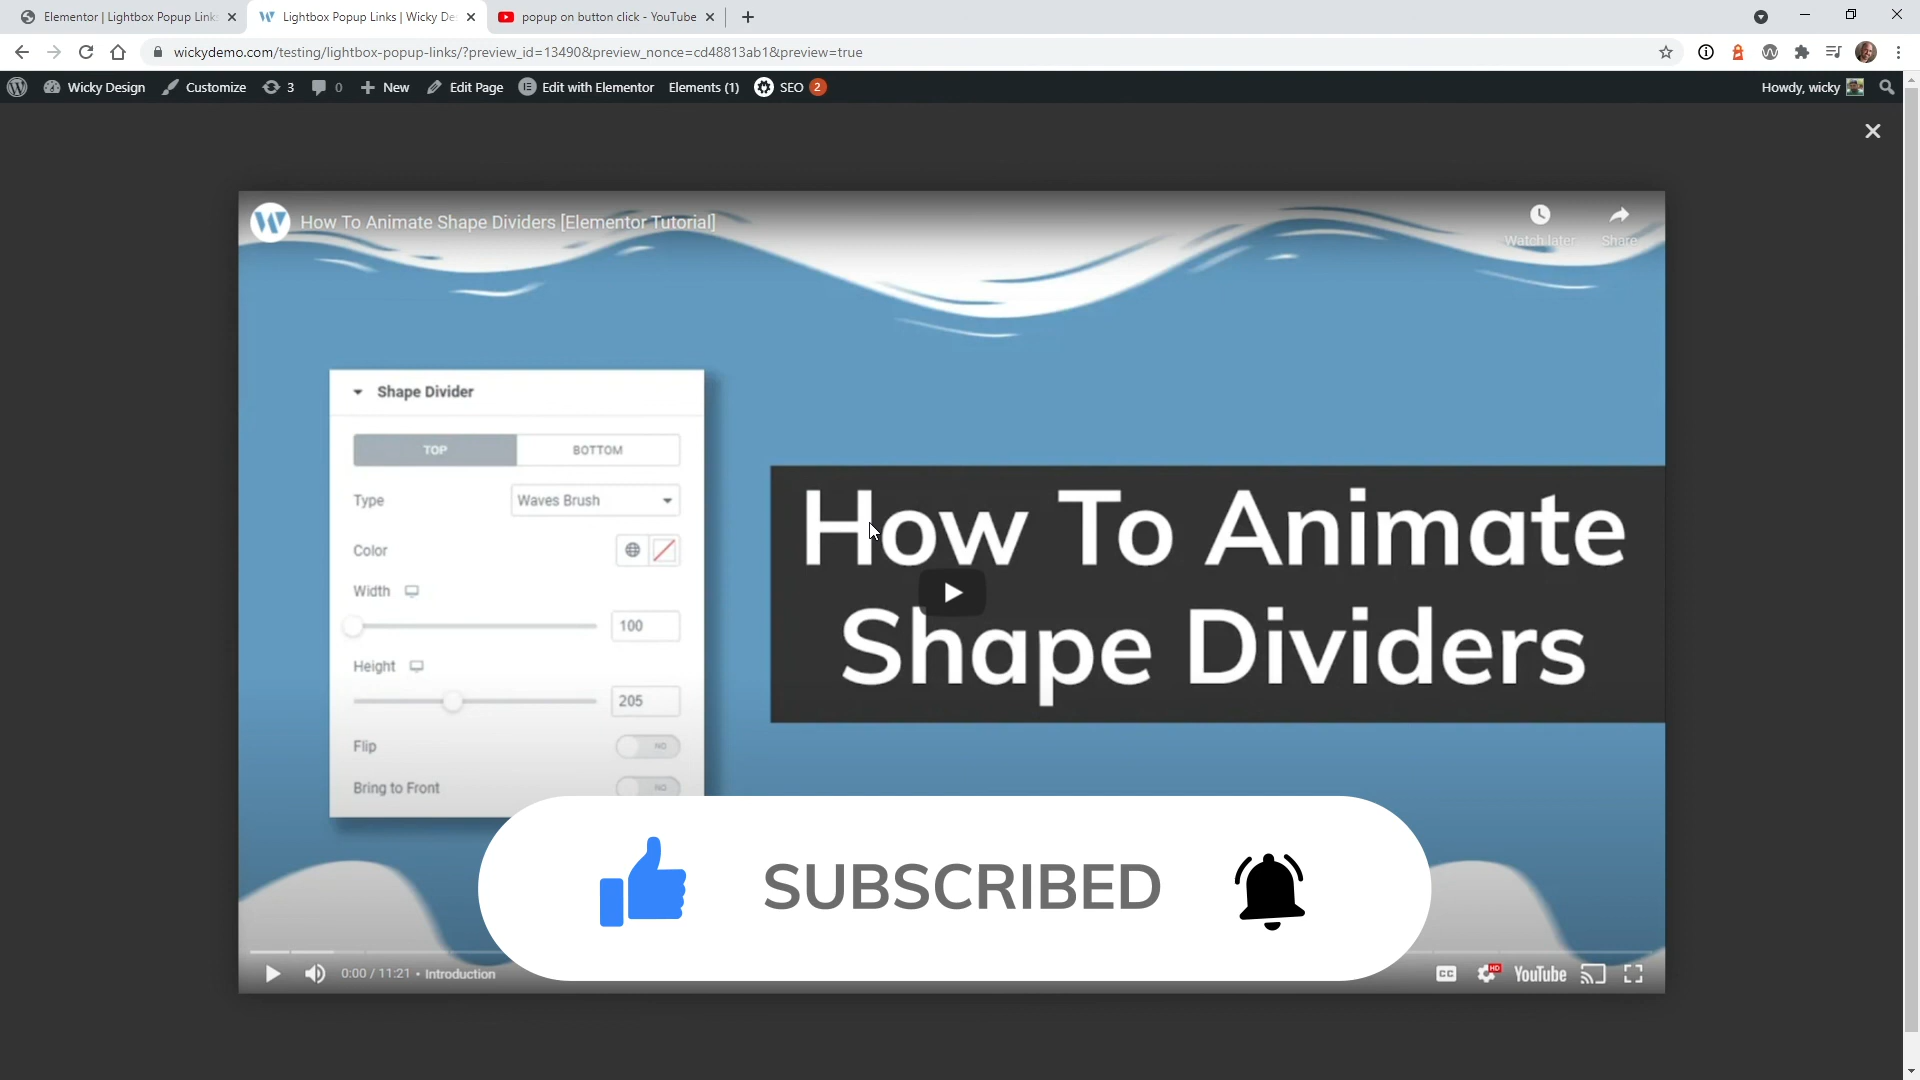 Elementor | Lightbox Popup Link
Lightbox Popup Links | Wicky De
popup on button click - YouTube
wickydemo.com/testing/lightbox-popup-links/?preview_id=13490&preview_nonce=cd48813ab1&preview=true
Wicky Design
Customize
3
0
New
Edit Page
Edit with Elementor
Elements (1)
SEO 2
Howdy, wicky
How To Animate Shape Dividers [Elementor Tutorial]
Watch later
Share
Shape Divider
TOP
BOTTOM
Type
Waves Brush
Color
Width
100
Height
205
Flip
NO
Bring to Front
NO
How To Animate
Shape Dividers
SUBSCRIBED
0:00 / 11:21 • Introduction
CC
HD
YouTube